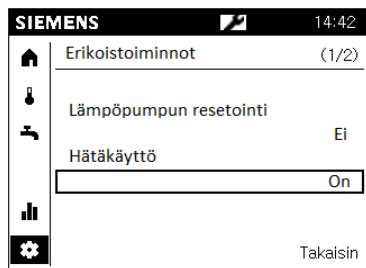 SIEMENS 14:42
Erikoistoiminnot (1/2)
Lämpöpumpun resetointi
Ei
Hätäkäyttö
On
Takaisin